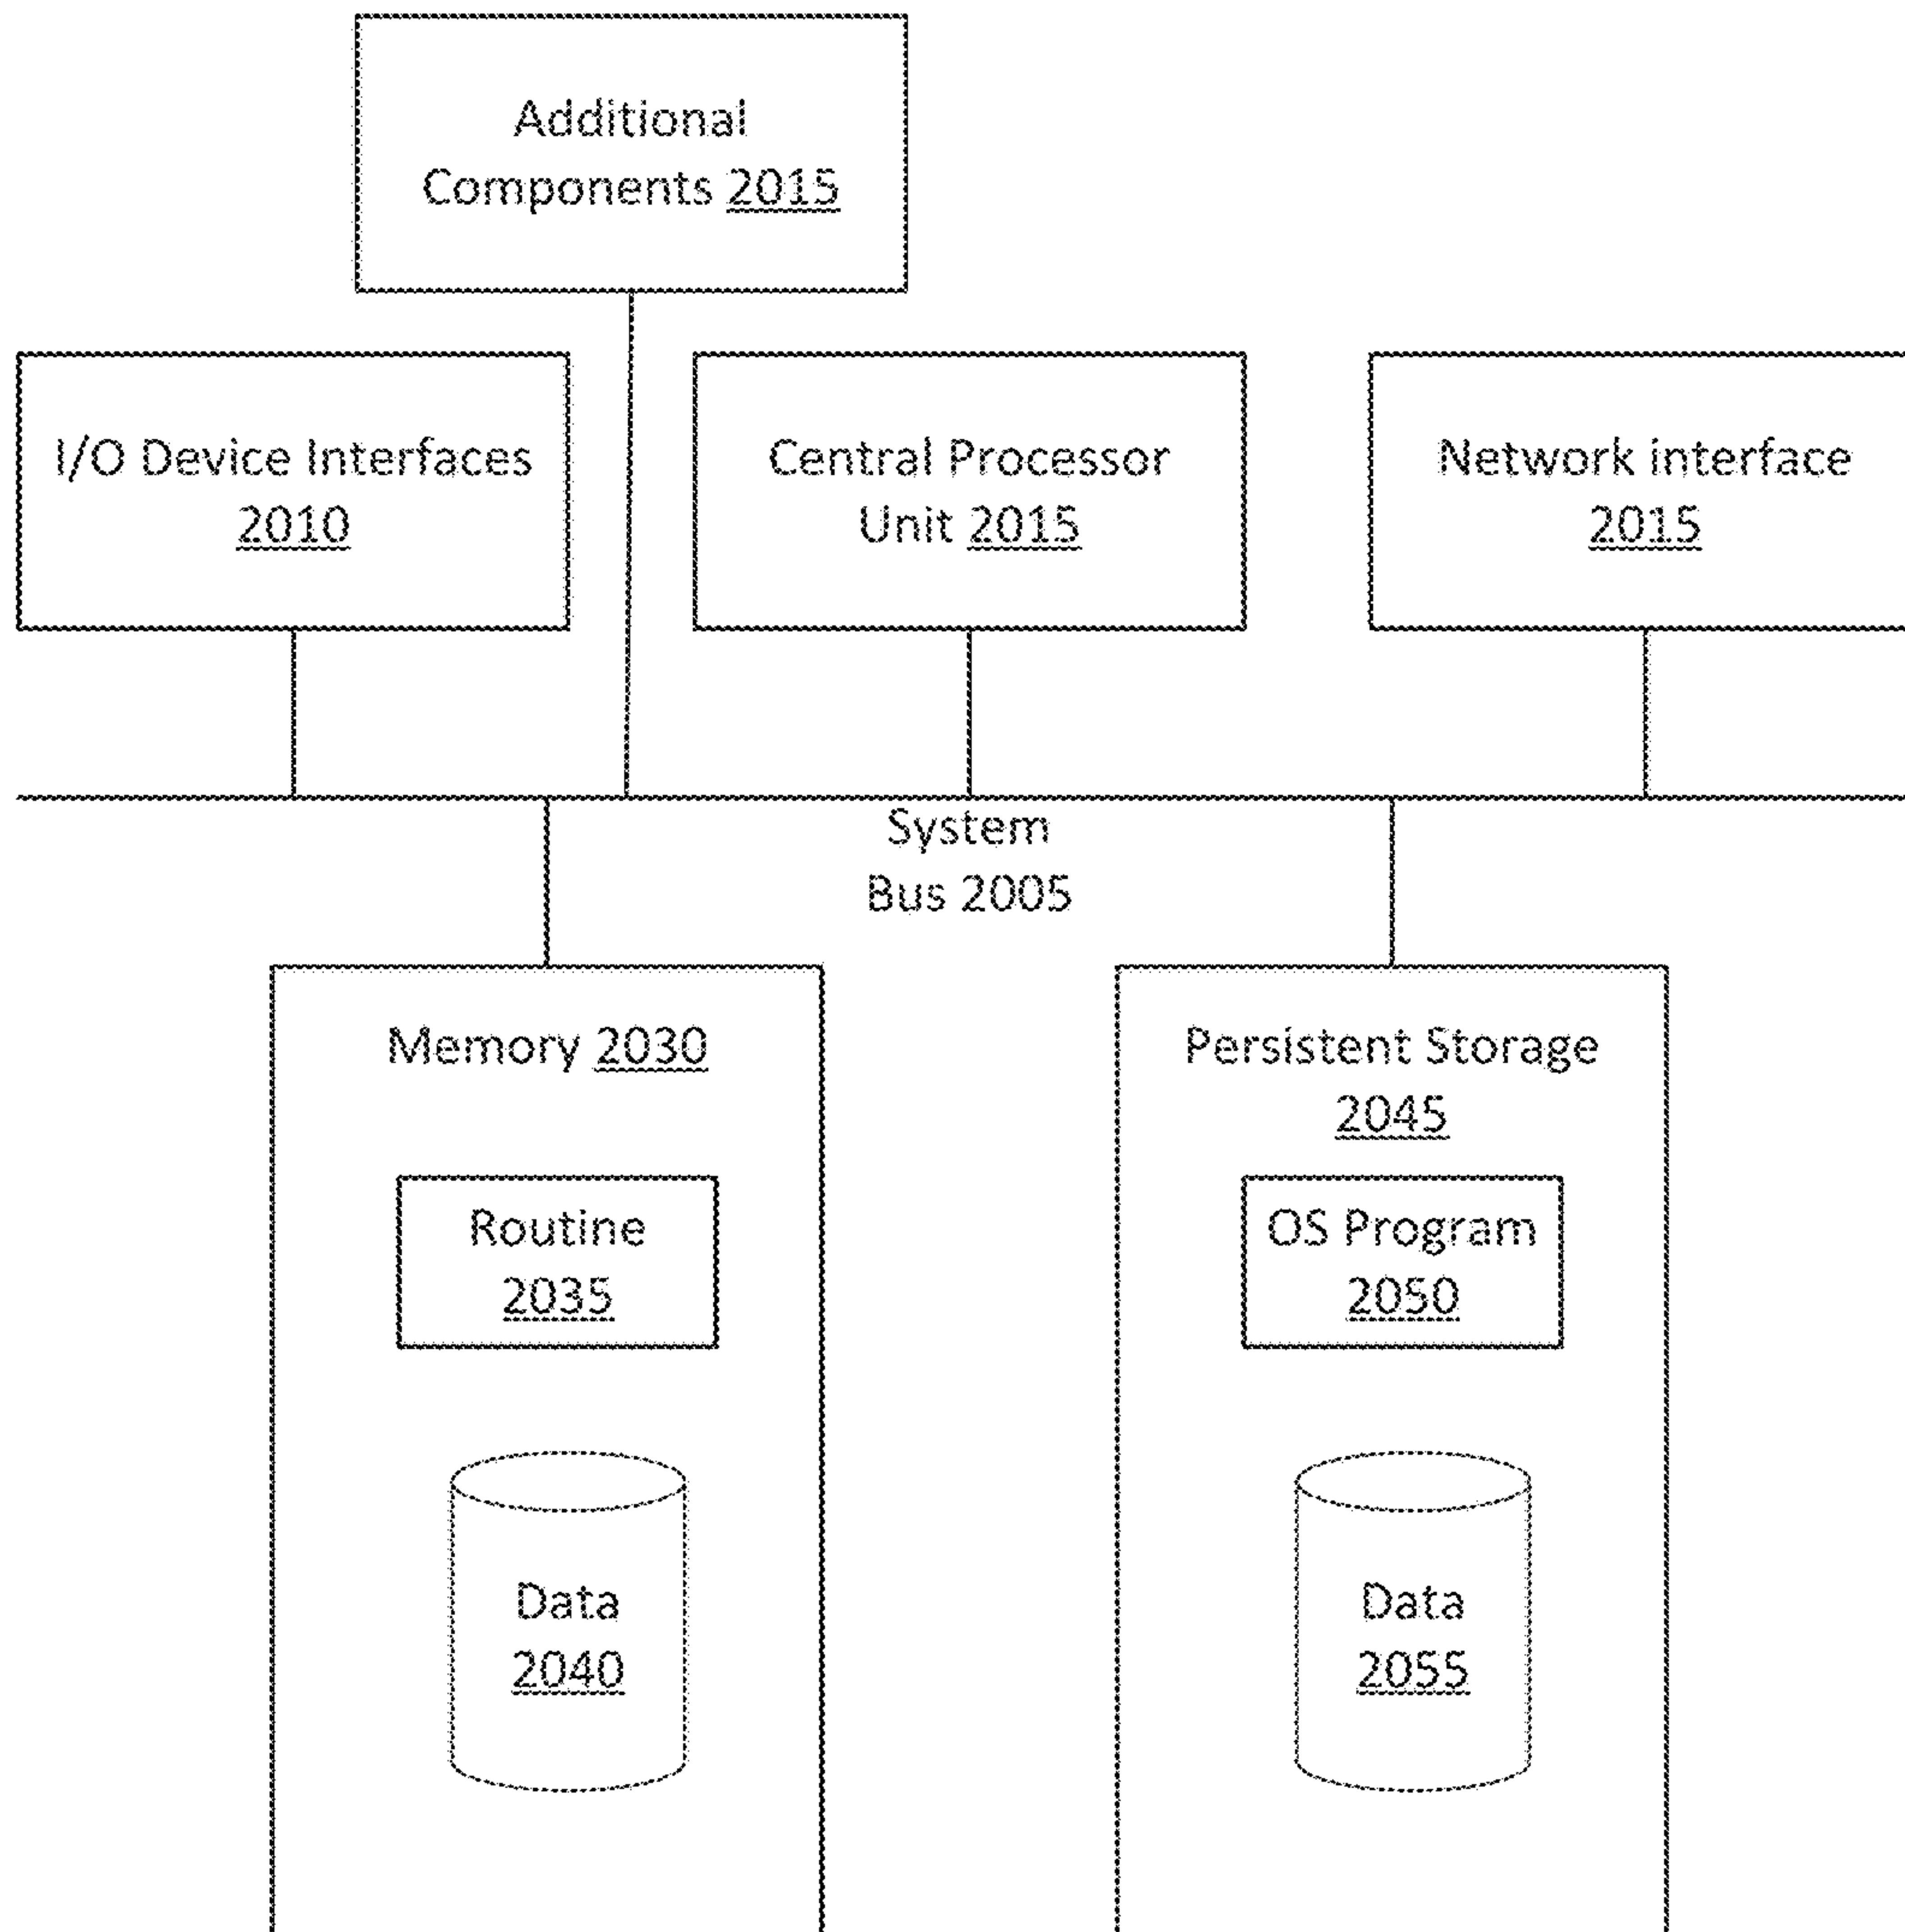 Additional
Components 2015
I/O Device Interfaces
2010
Central Processor
Unit 2015
Network interface
2015
System
Bus 2005
Memory 2030
Routine
2035
Data
2040
Persistent Storage
2045
OS Program
2050
Data
2055